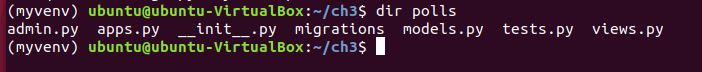 (myvenv) ubuntu@ubuntu-VirtualBox:~/ch3$ dir polls
admin.py  apps.py  __init__.py  migrations  models.py  tests.py  views.py
(myvenv) ubuntu@ubuntu-VirtualBox:~/ch3$